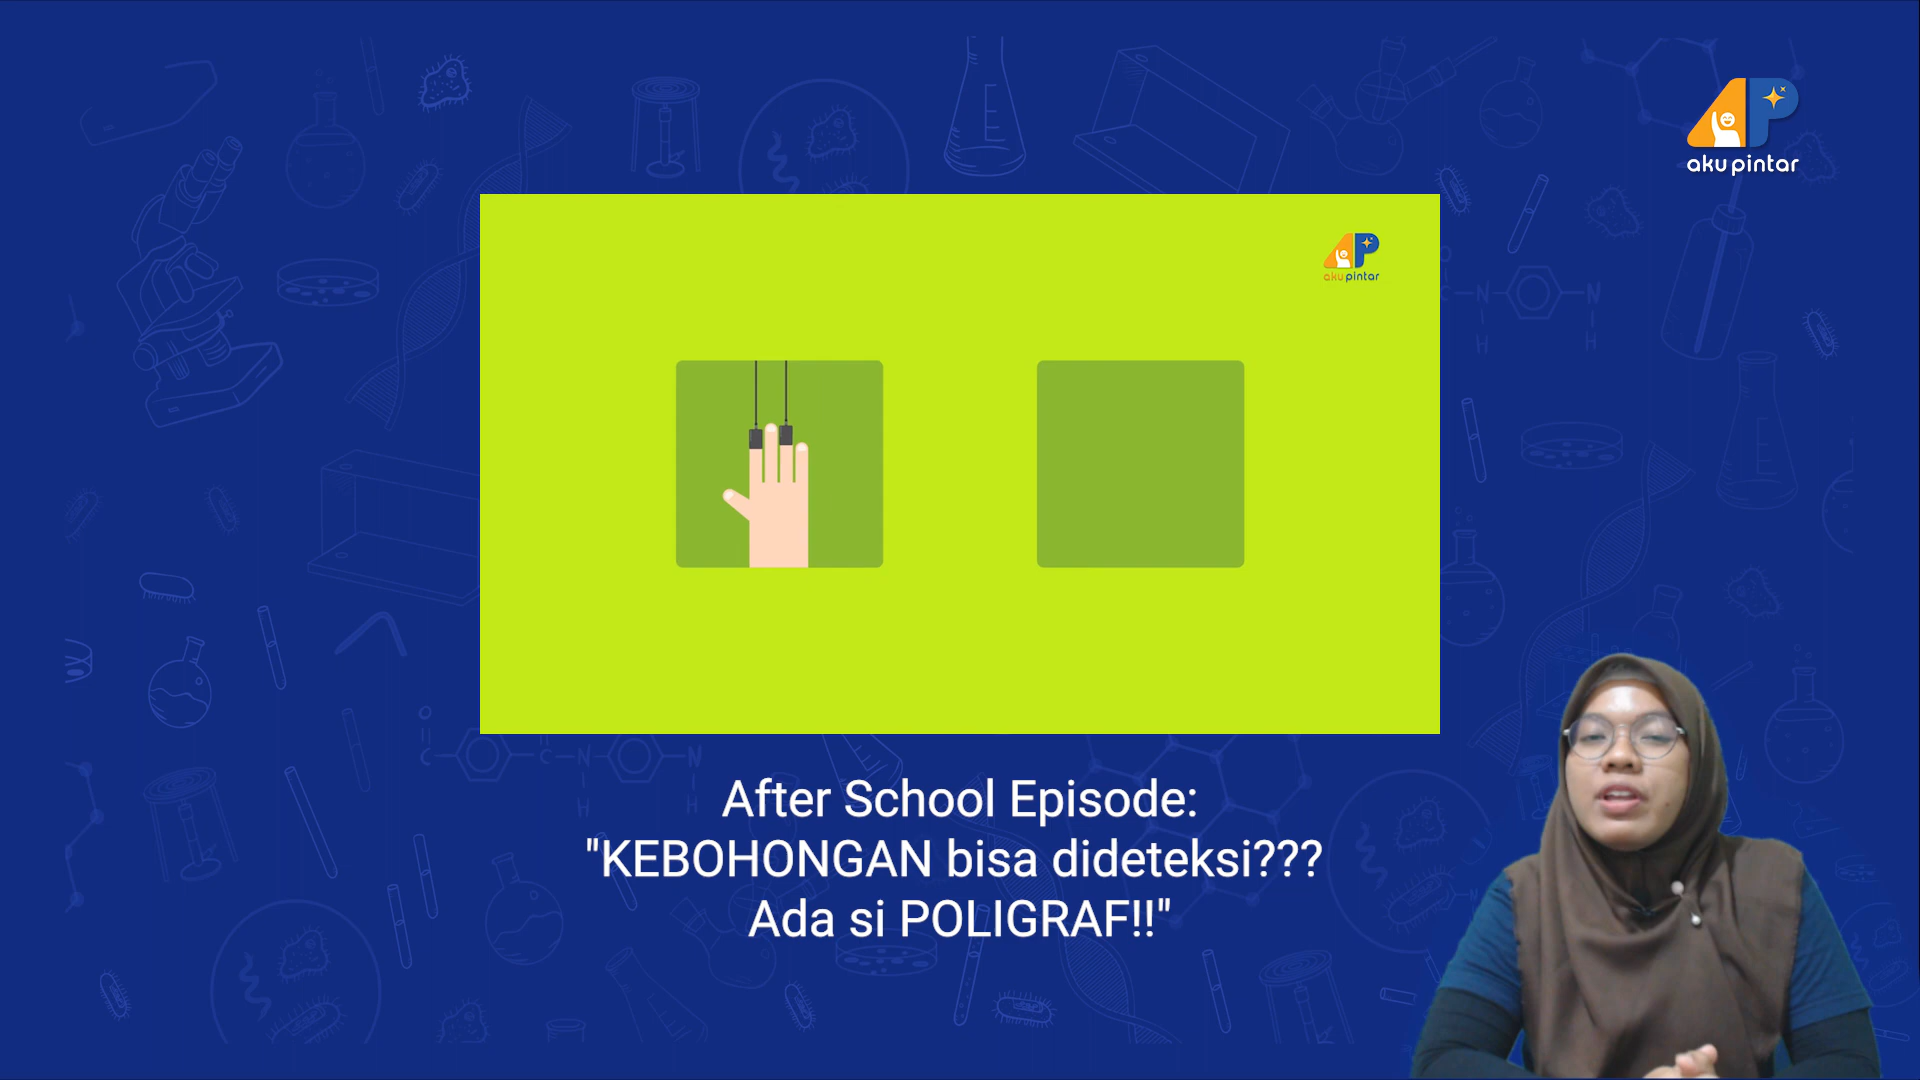 aku pintar
aku pintar
After School Episode:
"KEBOHONGAN bisa dideteksi???
Ada si POLIGRAF!!"